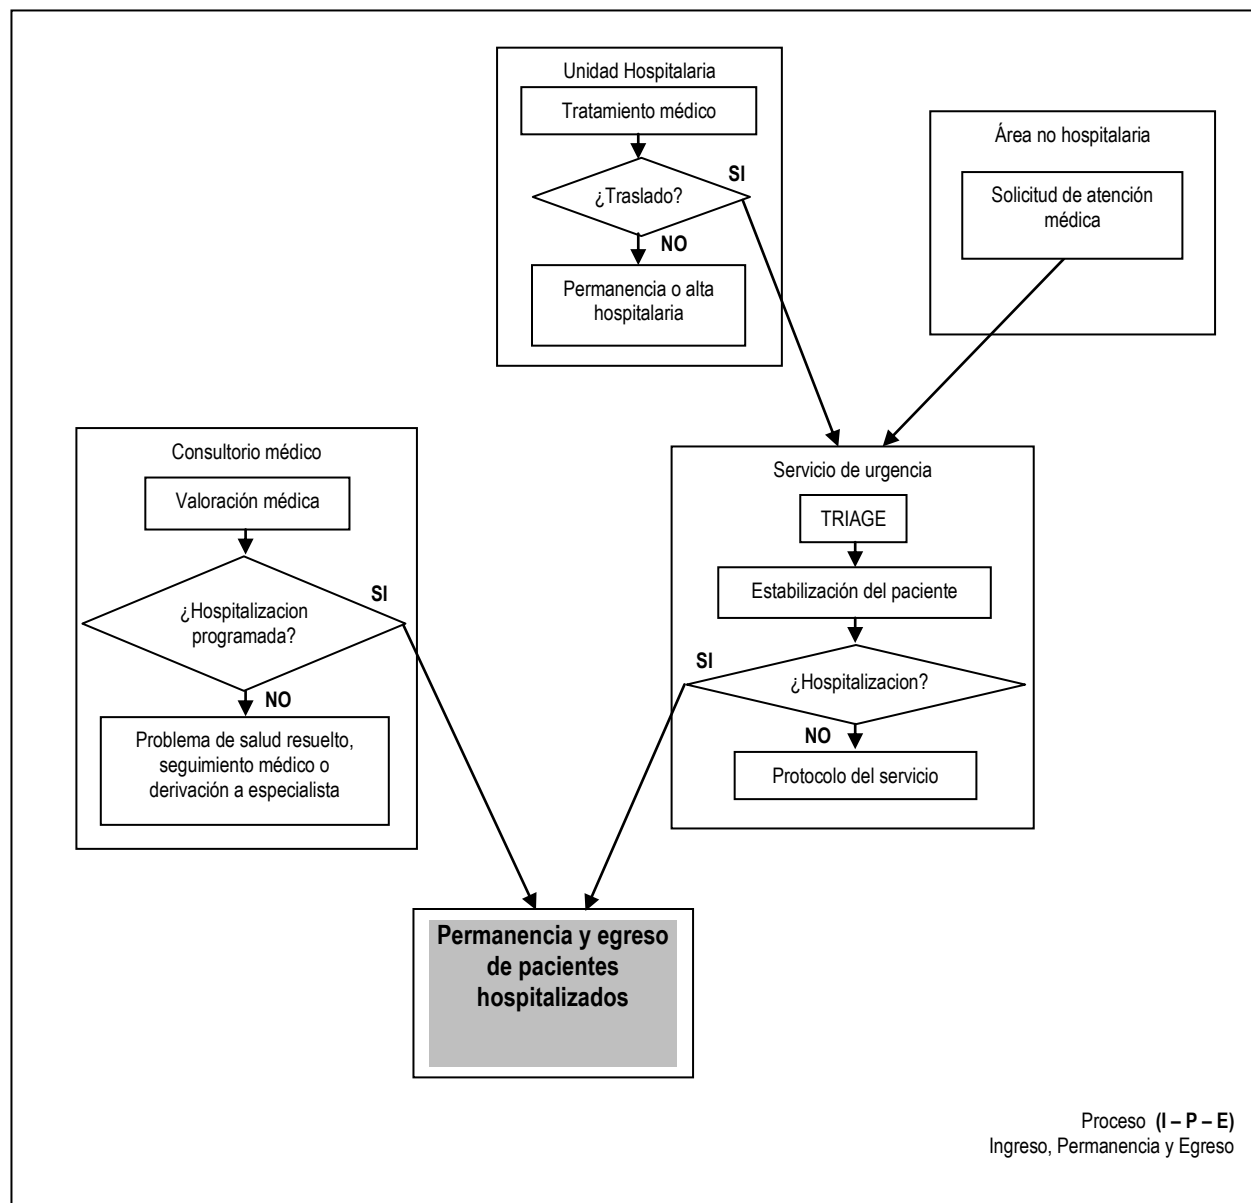 Unidad Hospitalaria
Tratamiento médico
¿Traslado?
SI
NO
Permanencia o alta
hospitalaria
Área no hospitalaria
Solicitud de atención
médica
Consultorio médico
Valoración médica
¿Hospitalizacion
programada?
SI
NO
Problema de salud resuelto,
seguimiento médico o
derivación a especialista
Servicio de urgencia
TRIAGE
Estabilización del paciente
SI
¿Hospitalizacion?
NO
Protocolo del servicio
Permanencia y egreso
de pacientes
hospitalizados
Proceso (I – P – E)
Ingreso, Permanencia y Egreso